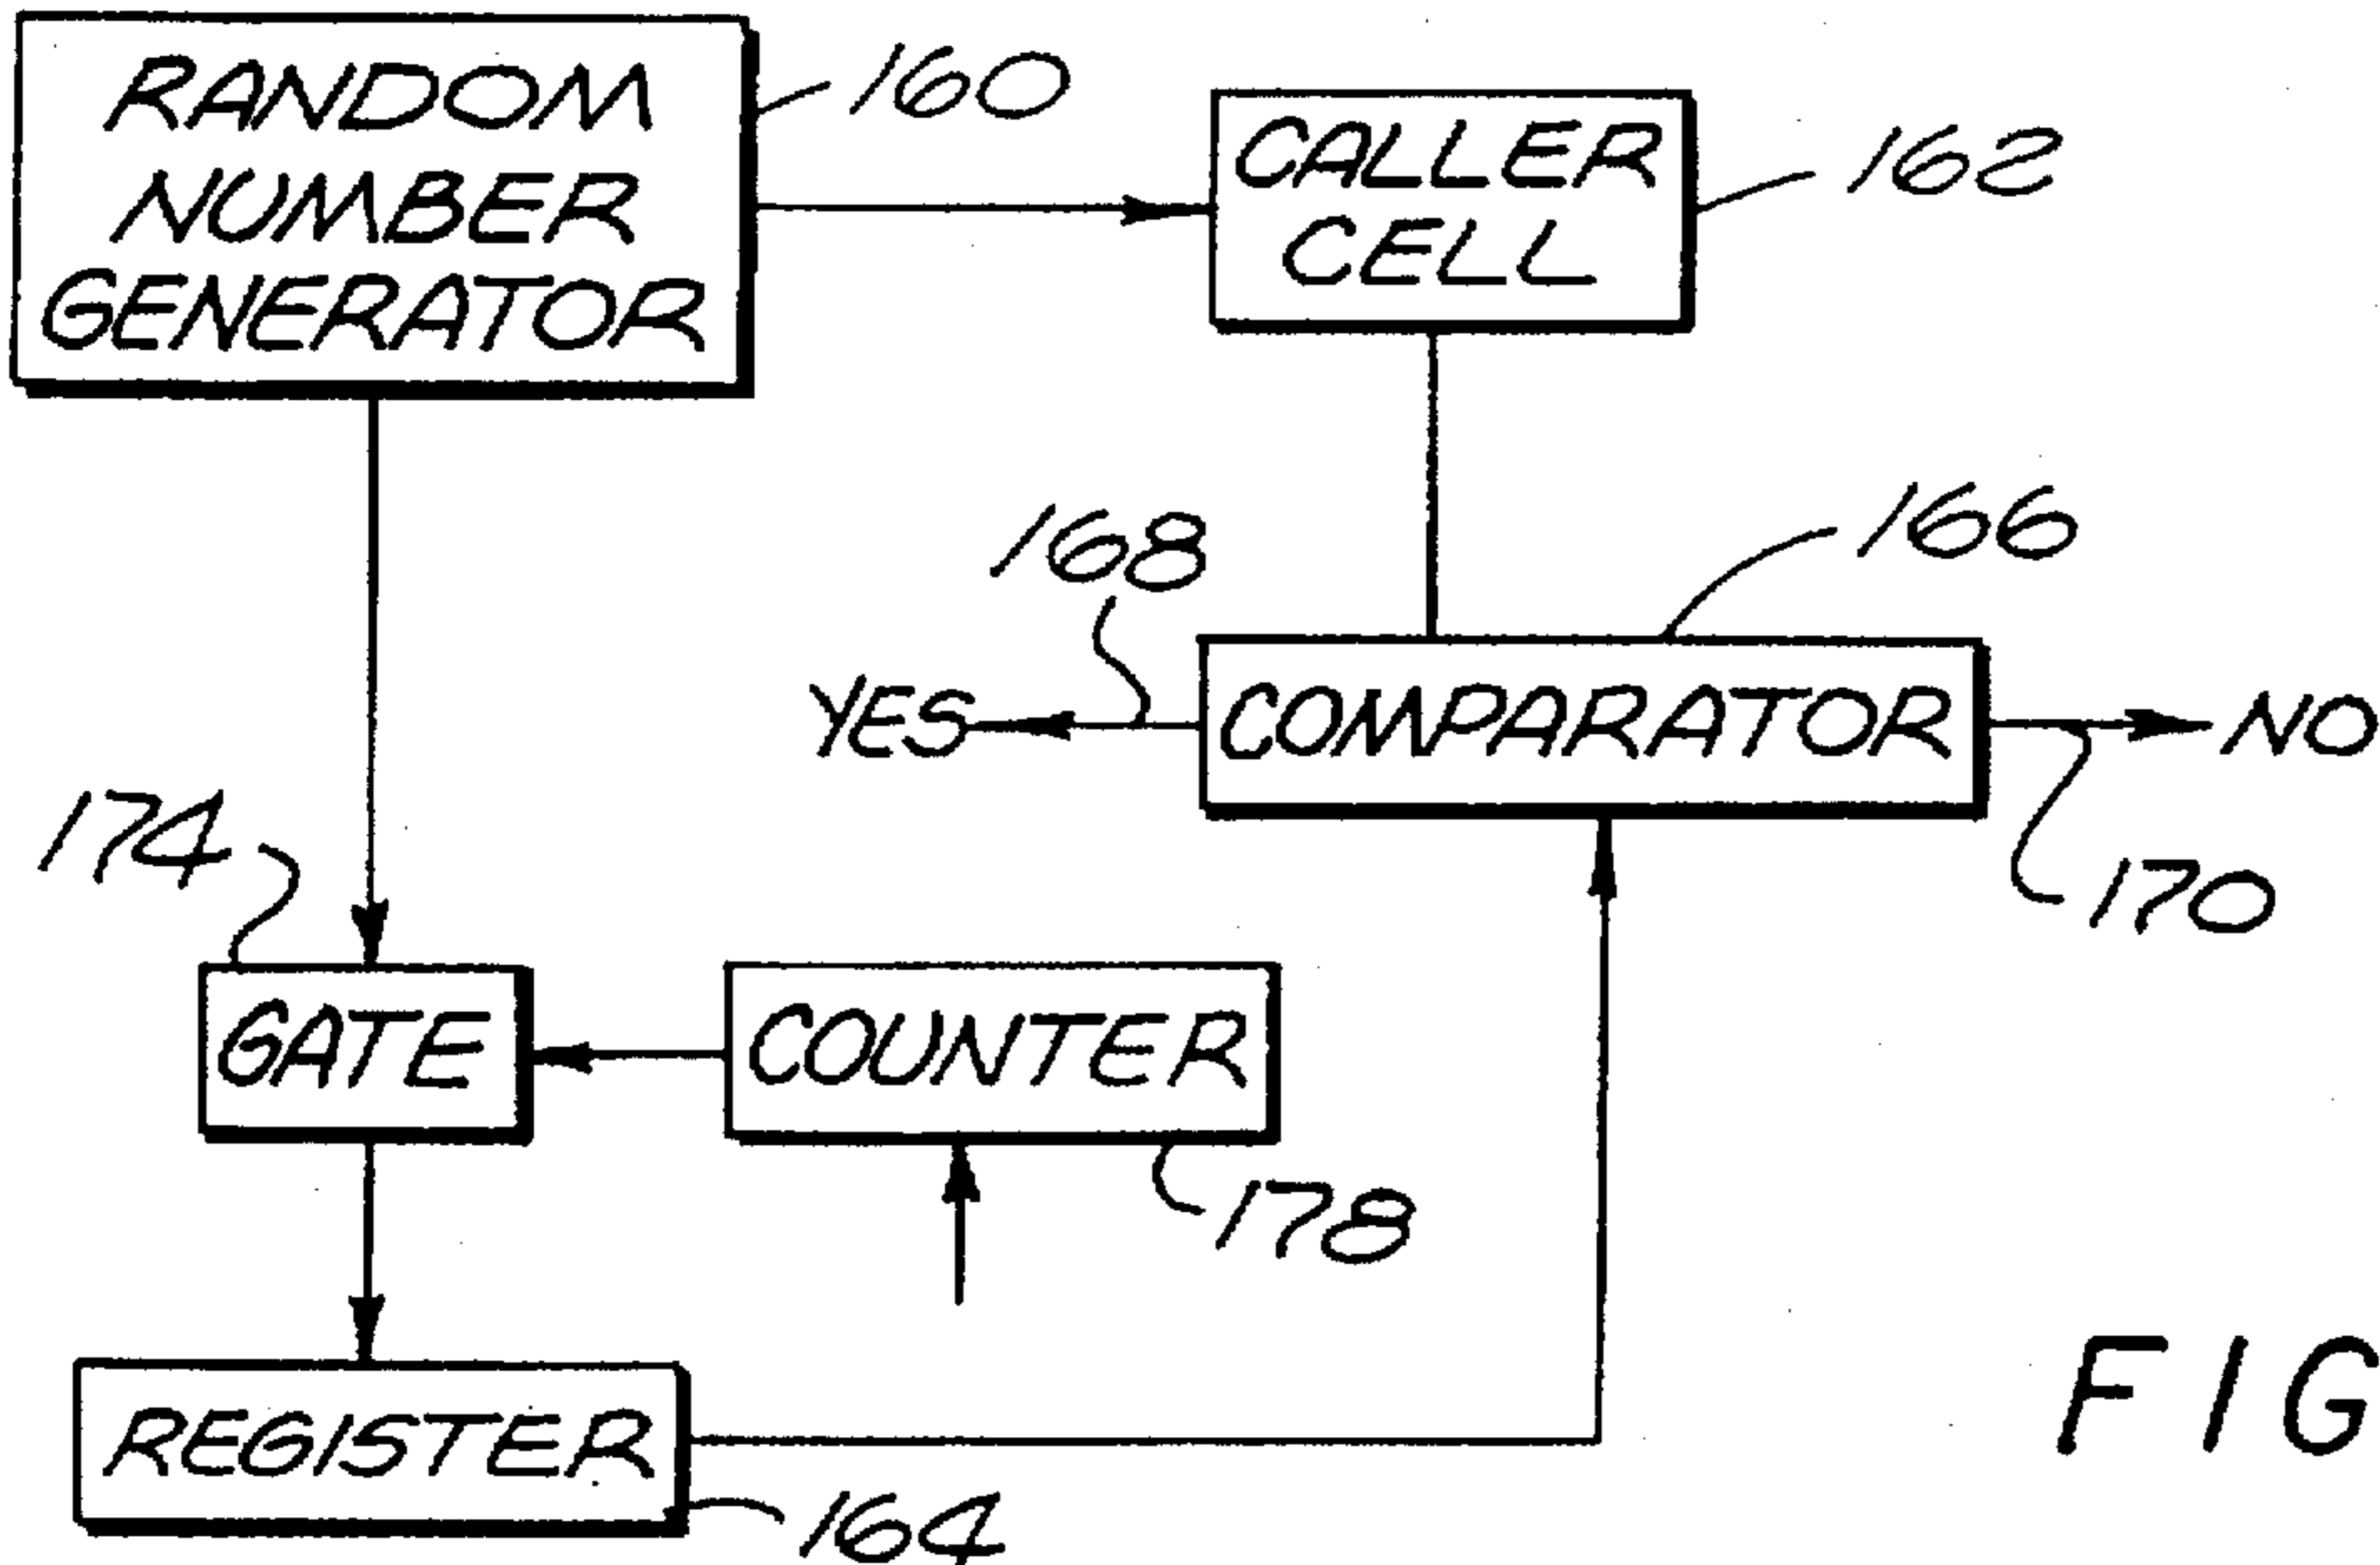 RANDOM
NUMBER
GENERATOR
160
CALLER
CELL
162
168
166
YES
COMPARATOR
NO
174
170
GATE
COUNTER
178
REGISTER
164
FIG